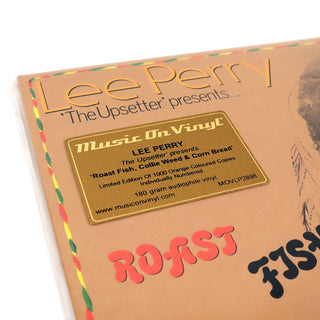 Lee Perry
'The Upsetter' presents.....
Music On Vinyl
LEE PERRY
The Upsetter presents:
'Roast Fish, Collie Weed & Corn Bread'
Limited Edition Of 1000 Orange Coloured Copies
Individually Numbered
180 gram audiophile vinyl
www.musiconvinyl.com MOVLP2898
ROAST
FISH